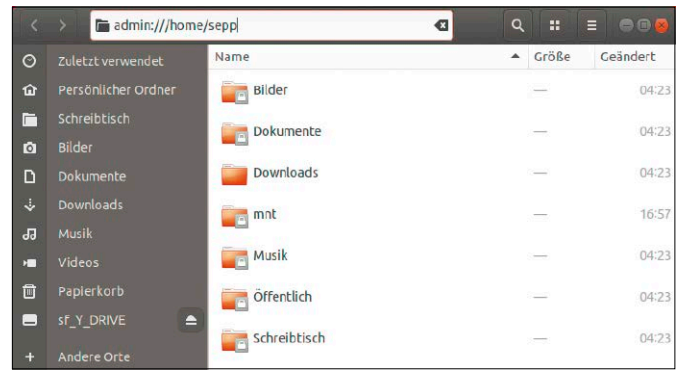 admin:///home/sepp
Name Größe Geändert
Zuletzt verwendet
Persönlicher Ordner
Schreibtisch
Bilder
Dokumente
Downloads
Musik
Videos
Papierkorb
sf_Y_DRIVE
+ Andere Orte
Bilder — 04:23
Dokumente — 04:23
Downloads — 04:23
mnt — 16:57
Musik — 04:23
Öffentlich — 04:23
Schreibtisch — 04:23